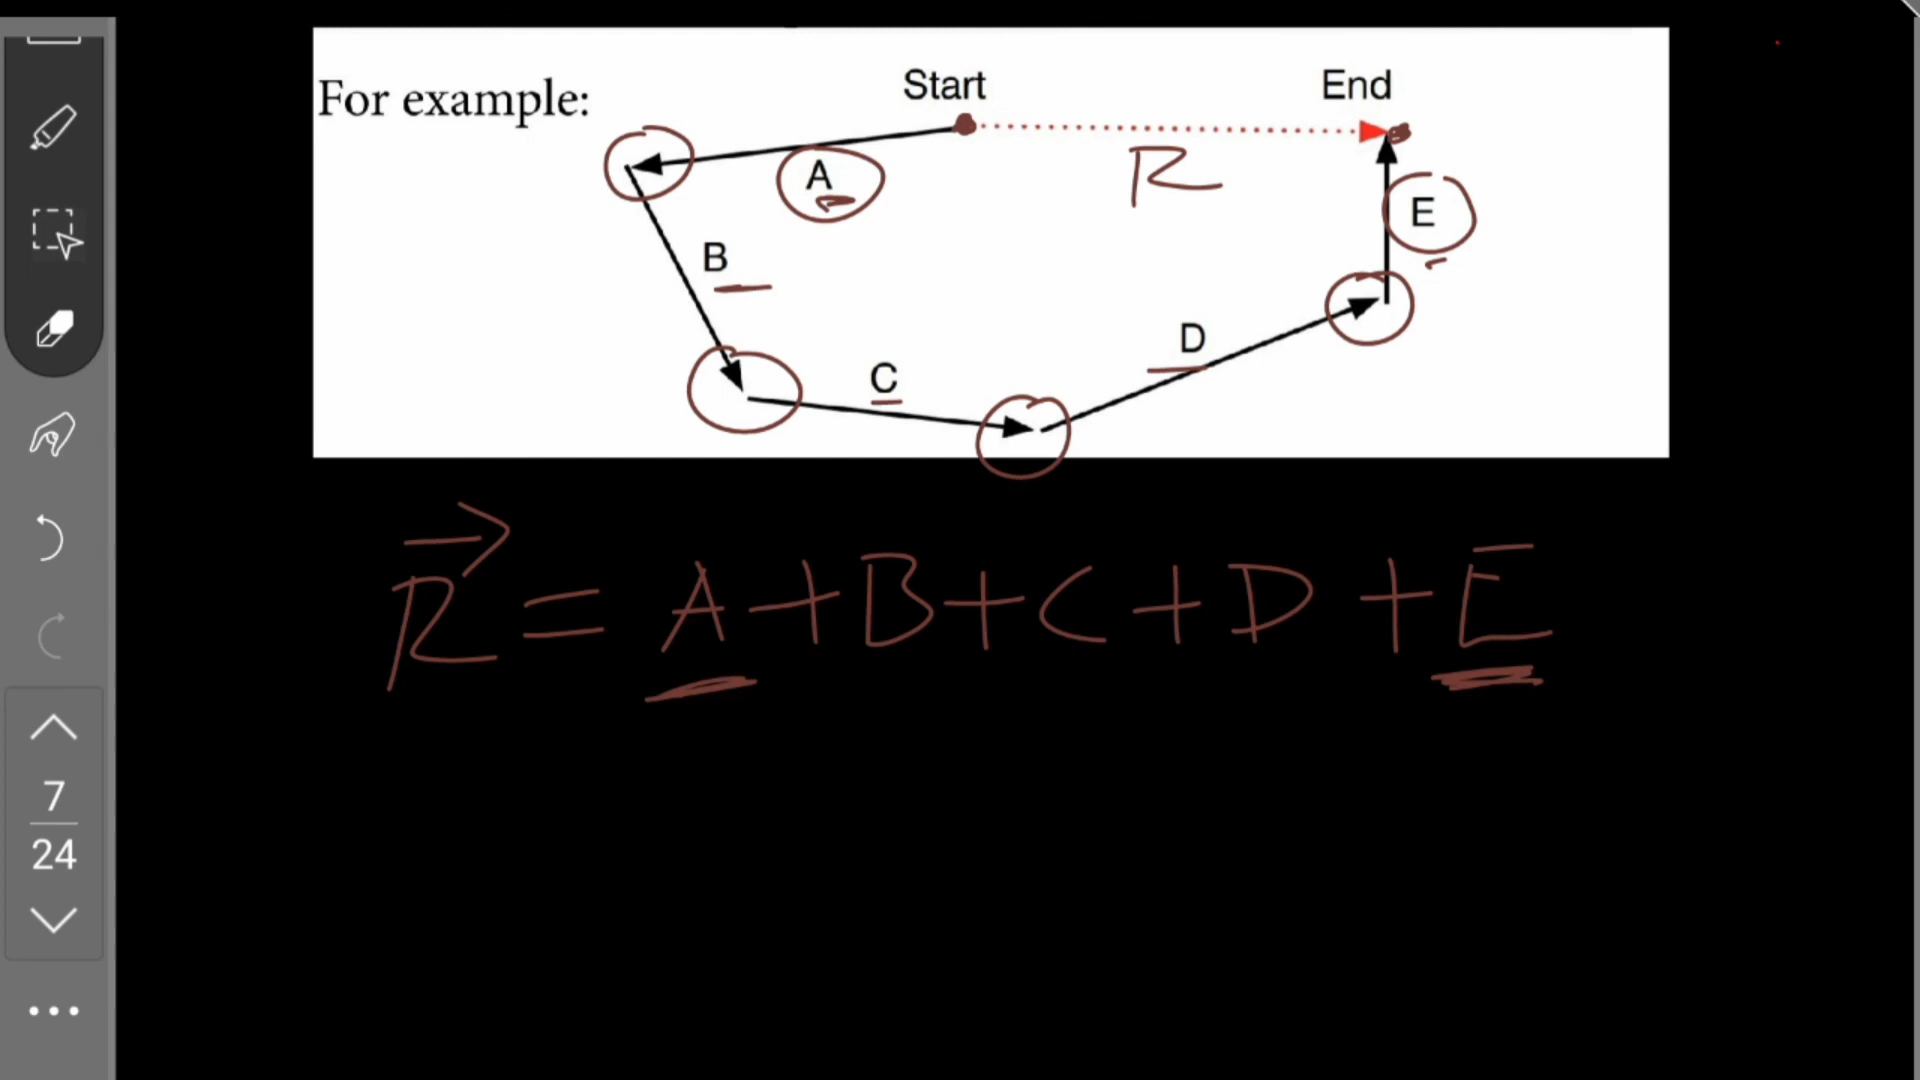 Start End
For example:
A R
E
B
D
C
R = A + B + C + D + E
7
24